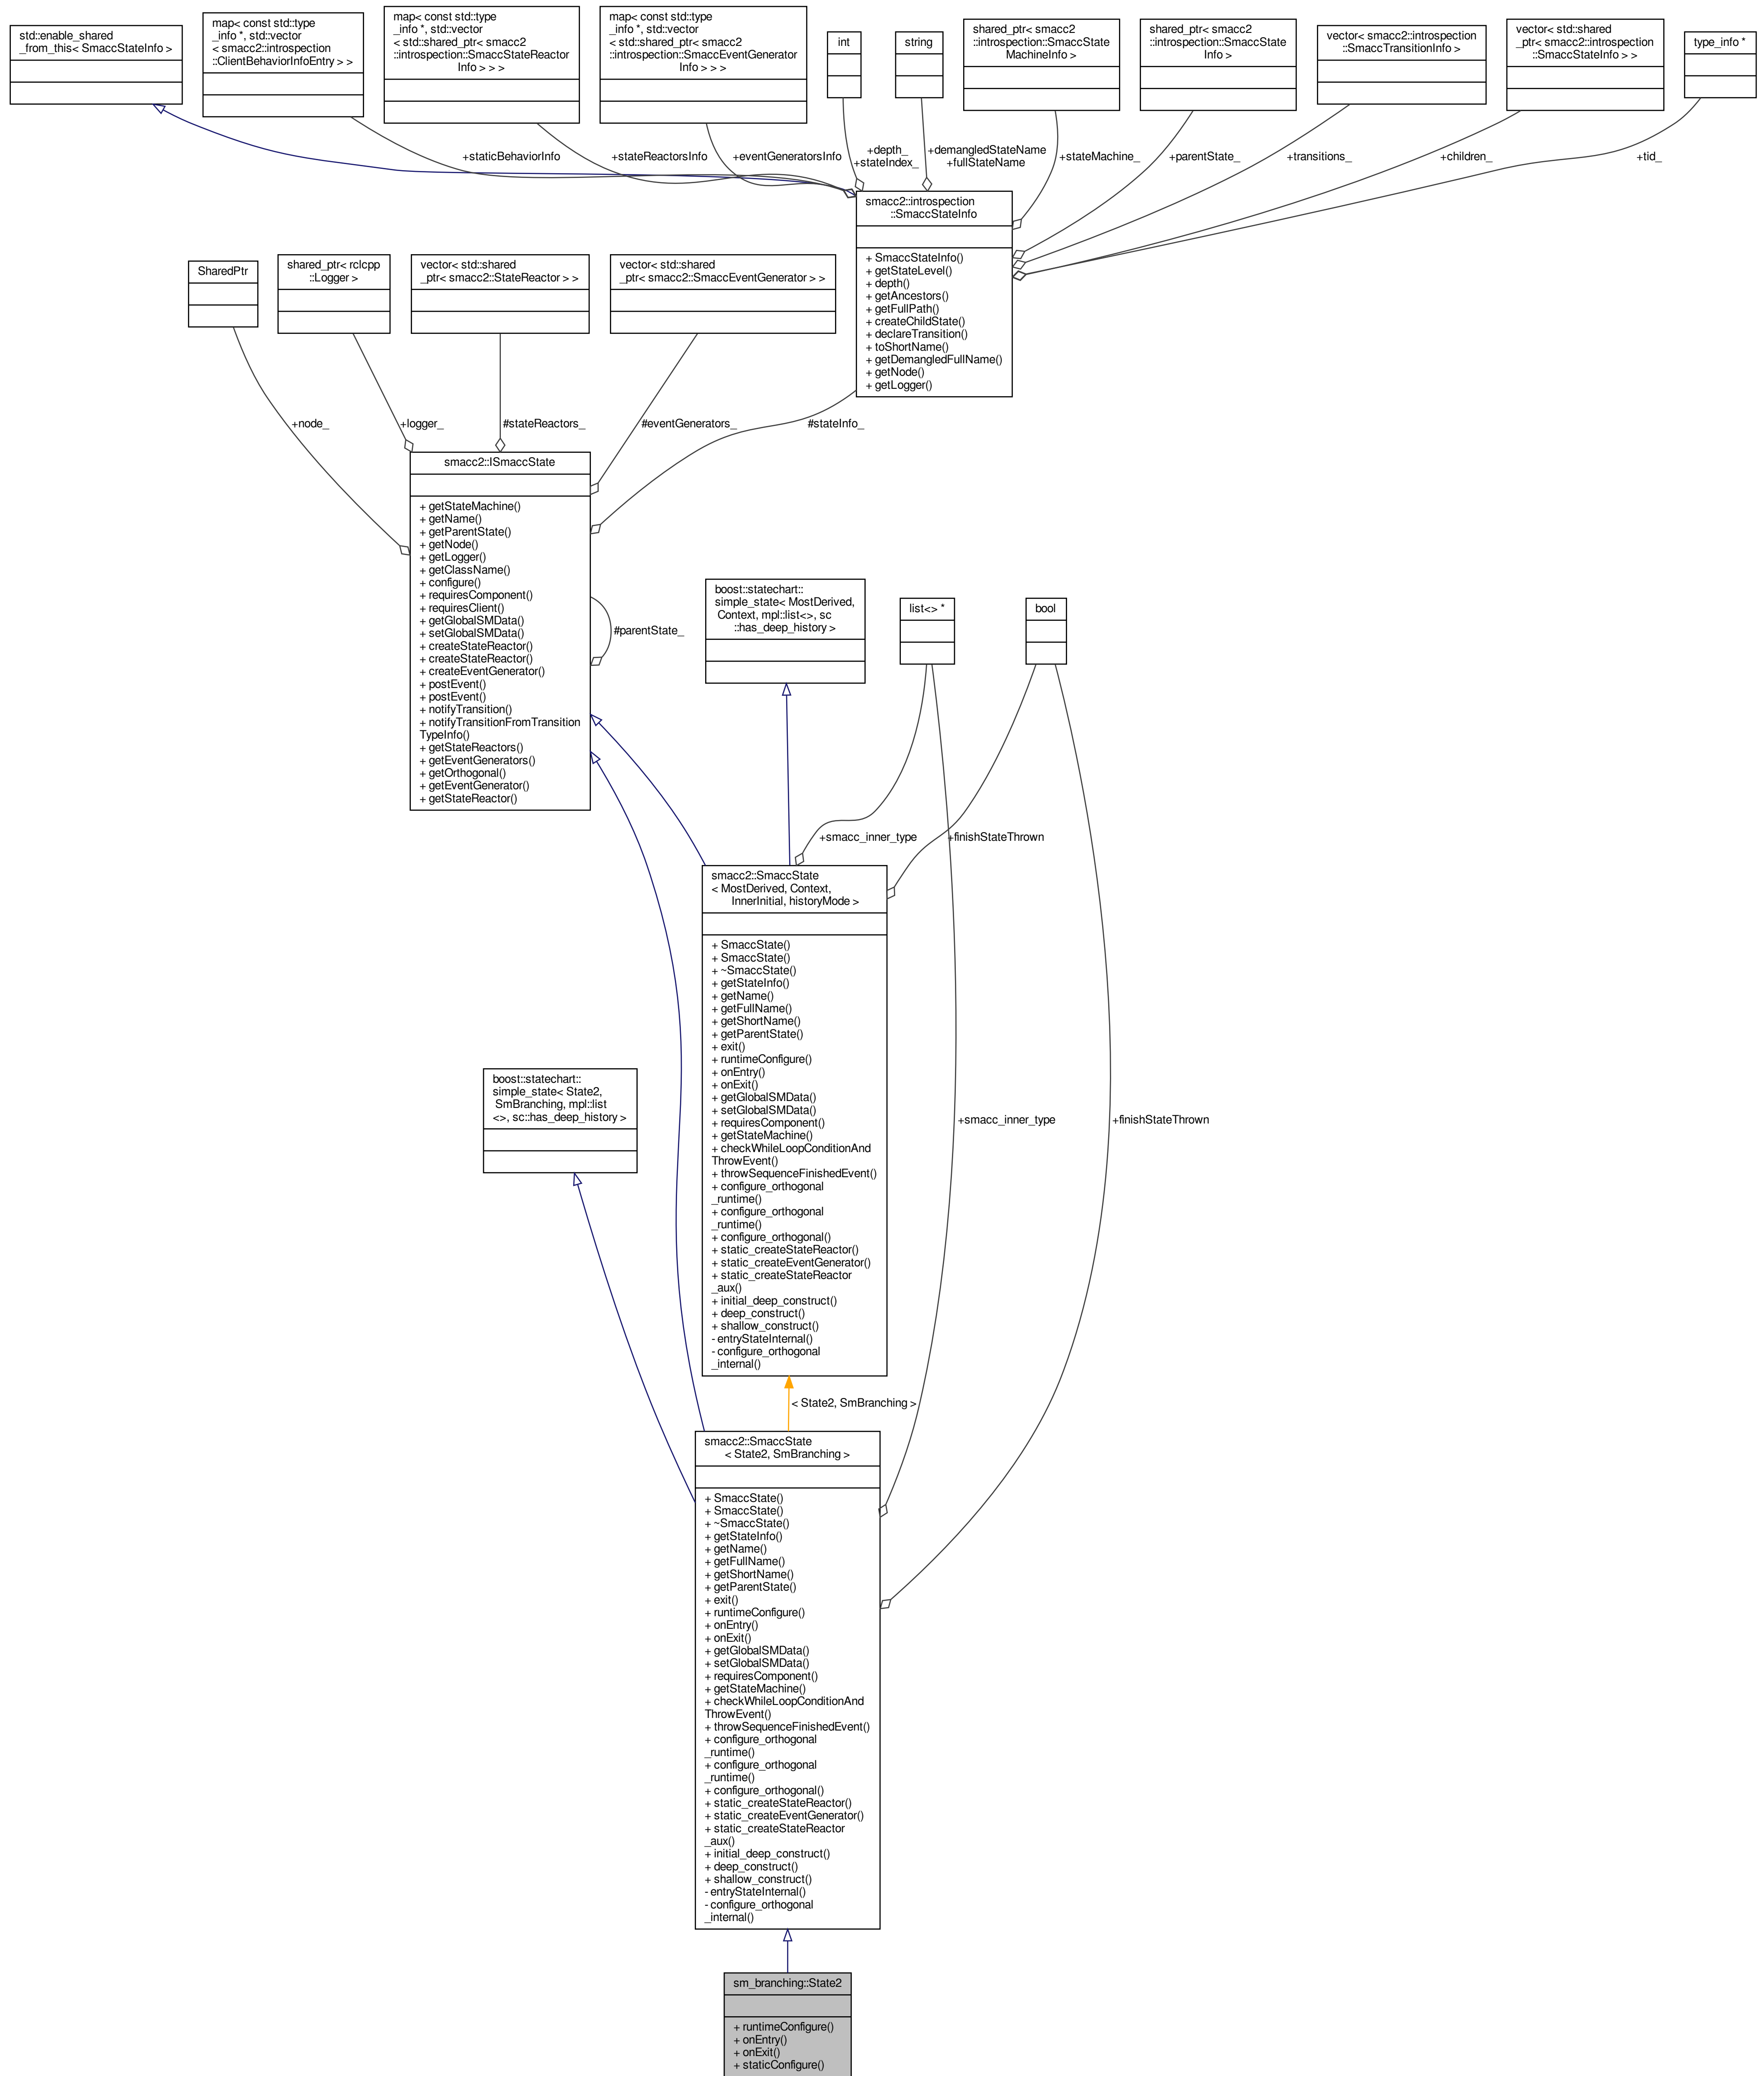 std::enable_shared
_from_this< SmaccStateInfo >
map< const std::type
_info *, std::vector
< smacc2::introspection
::ClientBehaviorInfoEntry > >
map< const std::type
_info *, std::vector
< std::shared_ptr< smacc2
::introspection::SmaccStateReactor
Info > > >
map< const std::type
_info *, std::vector
< std::shared_ptr< smacc2
::introspection::SmaccEventGenerator
Info > > >
int
string
shared_ptr< smacc2
::introspection::SmaccState
MachineInfo >
shared_ptr< smacc2
::introspection::SmaccState
Info >
vector< smacc2::introspection
::SmaccTransitionInfo >
vector< std::shared
_ptr< smacc2::introspection
::SmaccStateInfo > >
type_info *
+staticBehaviorInfo
+stateReactorsInfo
+eventGeneratorsInfo
+depth_
+stateIndex_
+demangledStateName
+fullStateName
+stateMachine_
+parentState_
+transitions_
+children_
+tid_
smacc2::introspection
::SmaccStateInfo
+ SmaccStateInfo()
+ getStateLevel()
+ depth()
+ getAncestors()
+ getFullPath()
+ createChildState()
+ declareTransition()
+ toShortName()
+ getDemangledFullName()
+ getNode()
+ getLogger()
SharedPtr
shared_ptr< rclcpp
::Logger >
vector< std::shared
_ptr< smacc2::StateReactor > >
vector< std::shared
_ptr< smacc2::SmaccEventGenerator > >
+node_
+logger_
#stateReactors_
#eventGenerators_
#stateInfo_
smacc2::ISmaccState
+ getStateMachine()
+ getName()
+ getParentState()
+ getNode()
+ getLogger()
+ getClassName()
+ configure()
+ requiresComponent()
+ requiresClient()
+ getGlobalSMData()
+ setGlobalSMData()
+ createStateReactor()
+ createStateReactor()
+ createEventGenerator()
+ postEvent()
+ postEvent()
+ notifyTransition()
+ notifyTransitionFromTransition
TypeInfo()
+ getStateReactors()
+ getEventGenerators()
+ getOrthogonal()
+ getEventGenerator()
+ getStateReactor()
#parentState_
boost::statechart::
simple_state< MostDerived,
Context, mpl::list<>, sc
::has_deep_history >
list<> *
bool
+smacc_inner_type
+finishStateThrown
smacc2::SmaccState
< MostDerived, Context,
InnerInitial, historyMode >
+ SmaccState()
+ SmaccState()
+ ~SmaccState()
+ getStateInfo()
+ getName()
+ getFullName()
+ getShortName()
+ getParentState()
+ exit()
+ runtimeConfigure()
+ onEntry()
+ onExit()
+ getGlobalSMData()
+ setGlobalSMData()
+ requiresComponent()
+ getStateMachine()
+ checkWhileLoopConditionAnd
ThrowEvent()
+ throwSequenceFinishedEvent()
+ configure_orthogonal
_runtime()
+ configure_orthogonal
_runtime()
+ configure_orthogonal()
+ static_createStateReactor()
+ static_createEventGenerator()
+ static_createStateReactor
_aux()
+ initial_deep_construct()
+ deep_construct()
+ shallow_construct()
- entryStateInternal()
- configure_orthogonal
_internal()
boost::statechart::
simple_state< State2,
SmBranching, mpl::list
<>, sc::has_deep_history >
+smacc_inner_type
+finishStateThrown
< State2, SmBranching >
smacc2::SmaccState
< State2, SmBranching >
+ SmaccState()
+ SmaccState()
+ ~SmaccState()
+ getStateInfo()
+ getName()
+ getFullName()
+ getShortName()
+ getParentState()
+ exit()
+ runtimeConfigure()
+ onEntry()
+ onExit()
+ getGlobalSMData()
+ setGlobalSMData()
+ requiresComponent()
+ getStateMachine()
+ checkWhileLoopConditionAnd
ThrowEvent()
+ throwSequenceFinishedEvent()
+ configure_orthogonal
_runtime()
+ configure_orthogonal
_runtime()
+ configure_orthogonal()
+ static_createStateReactor()
+ static_createEventGenerator()
+ static_createStateReactor
_aux()
+ initial_deep_construct()
+ deep_construct()
+ shallow_construct()
- entryStateInternal()
- configure_orthogonal
_internal()
sm_branching::State2
+ runtimeConfigure()
+ onEntry()
+ onExit()
+ staticConfigure()